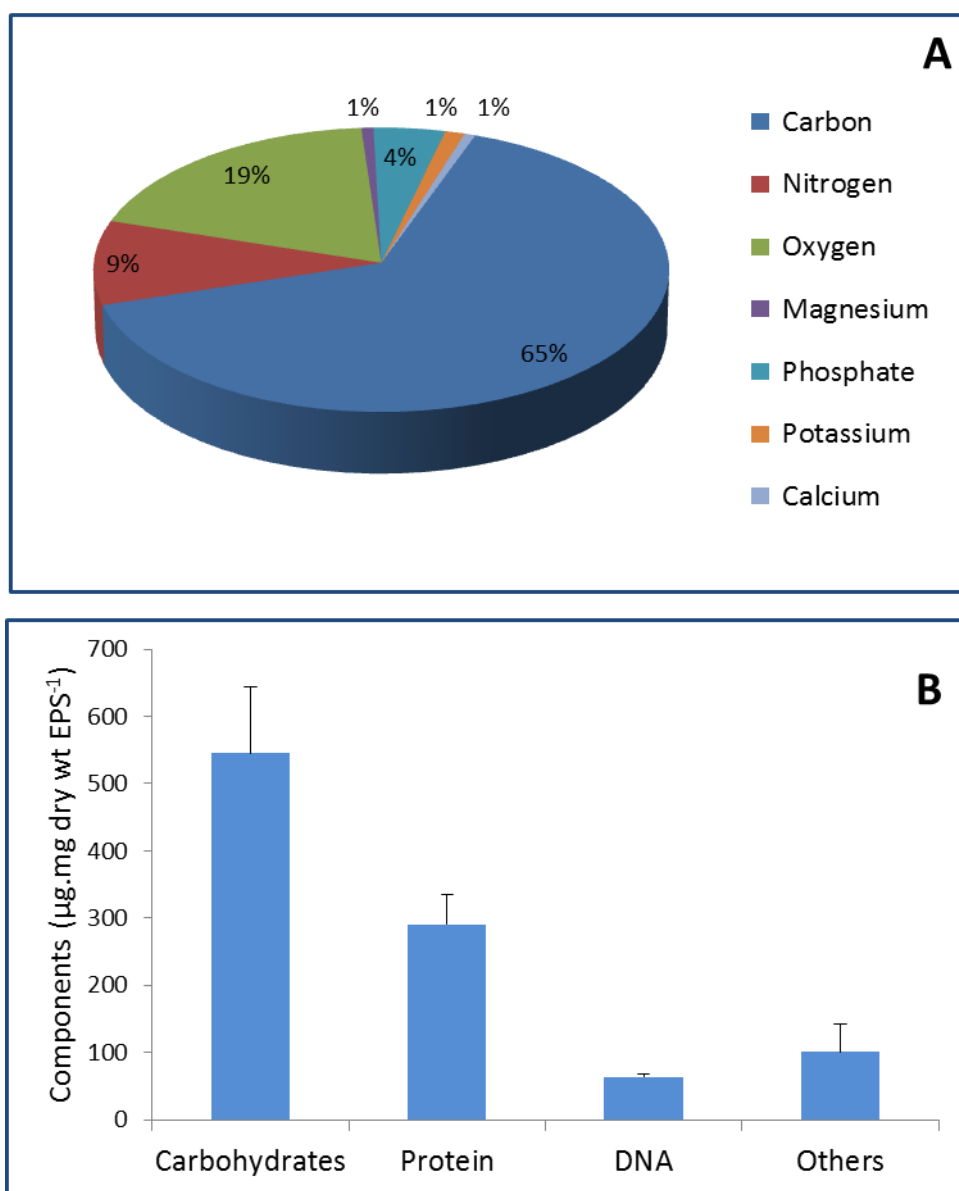 A
1% 1% 1%
4%
19%
9%
65%
Carbon
Nitrogen
Oxygen
Magnesium
Phosphate
Potassium
Calcium
B
Components (µg.mg dry wt EPS⁻¹)
700
600
500
400
300
200
100
0
Carbohydrates Protein DNA Others